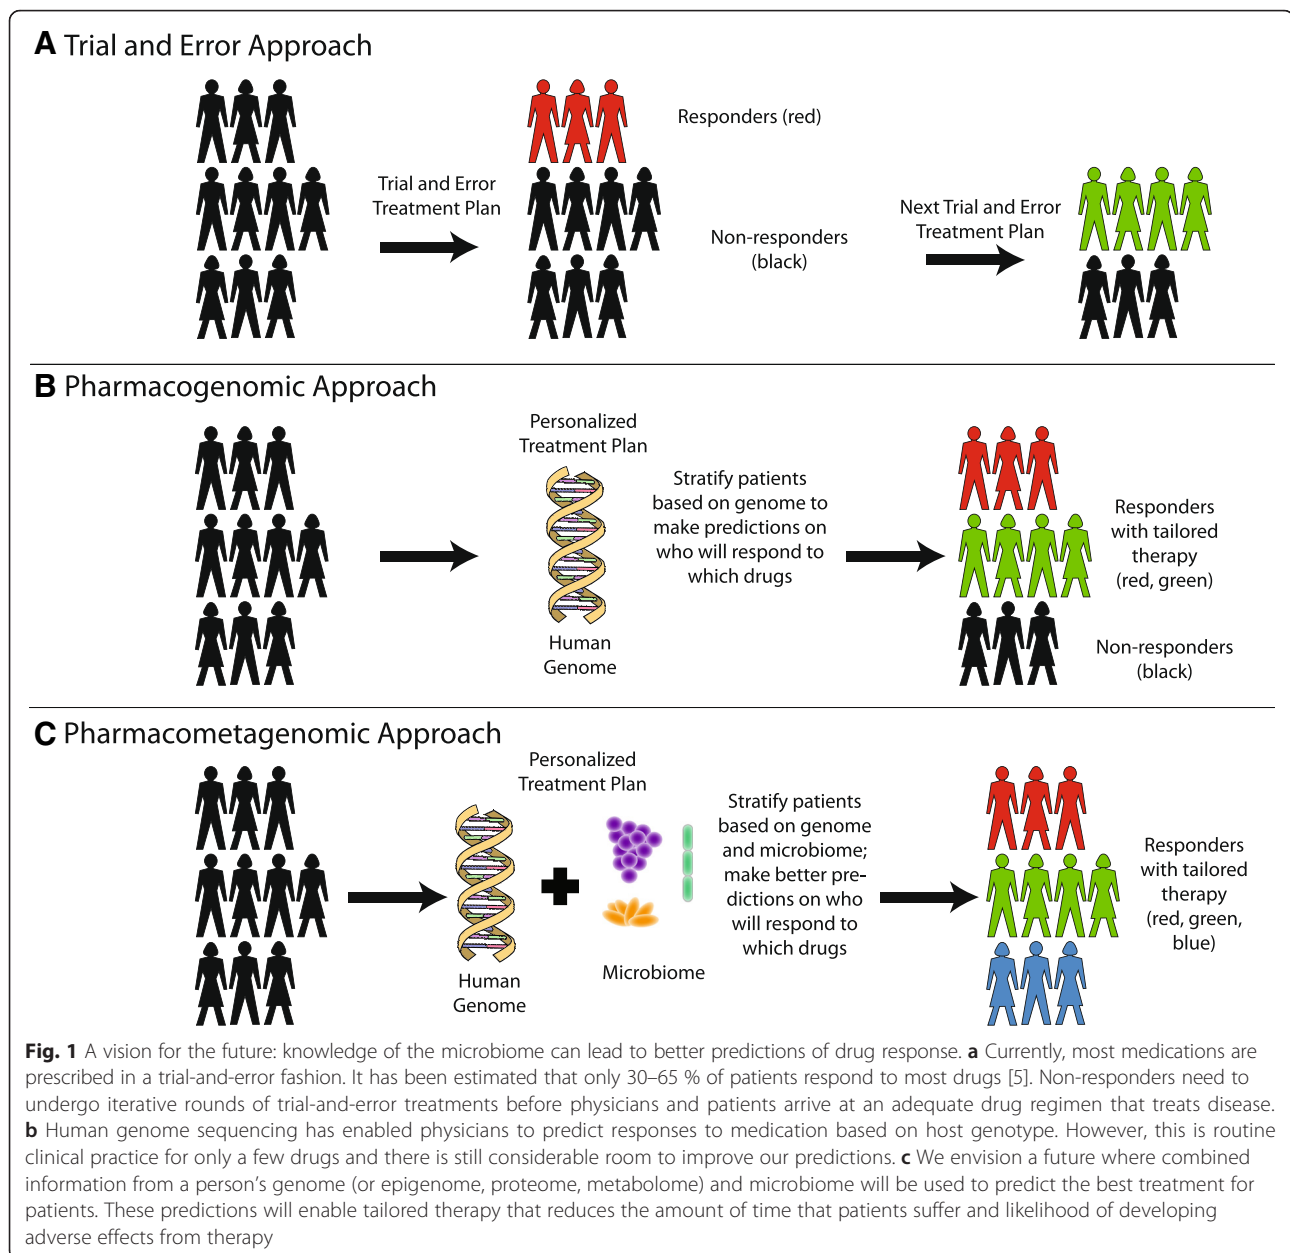 A Trial and Error Approach
Responders (red)
Trial and Error
Treatment Plan
Non-responders
(black)
Next Trial and Error
Treatment Plan
B Pharmacogenomic Approach
Personalized
Treatment Plan
Stratify patients
based on genome to
make predictions on
who will respond to
which drugs
Human
Genome
Responders
with tailored
therapy
(red, green)
Non-responders
(black)
C Pharmacometagenomic Approach
Personalized
Treatment Plan
Human
Genome
Microbiome
Stratify patients
based on genome
and microbiome;
make better pre-
dictions on who
will respond to
which drugs
Responders
with tailored
therapy
(red, green,
blue)
Fig. 1 A vision for the future: knowledge of the microbiome can lead to better predictions of drug response. a Currently, most medications are
prescribed in a trial-and-error fashion. It has been estimated that only 30–65 % of patients respond to most drugs [5]. Non-responders need to
undergo iterative rounds of trial-and-error treatments before physicians and patients arrive at an adequate drug regimen that treats disease.
b Human genome sequencing has enabled physicians to predict responses to medication based on host genotype. However, this is routine
clinical practice for only a few drugs and there is still considerable room to improve our predictions. c We envision a future where combined
information from a person's genome (or epigenome, proteome, metabolome) and microbiome will be used to predict the best treatment for
patients. These predictions will enable tailored therapy that reduces the amount of time that patients suffer and likelihood of developing
adverse effects from therapy